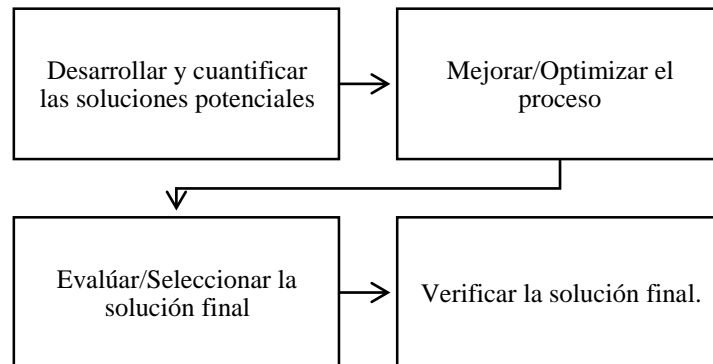 Desarrollar y cuantificar
las soluciones potenciales
Mejorar/Optimizar el
proceso
Evalúar/Seleccionar la
solución final
Verificar la solución final.